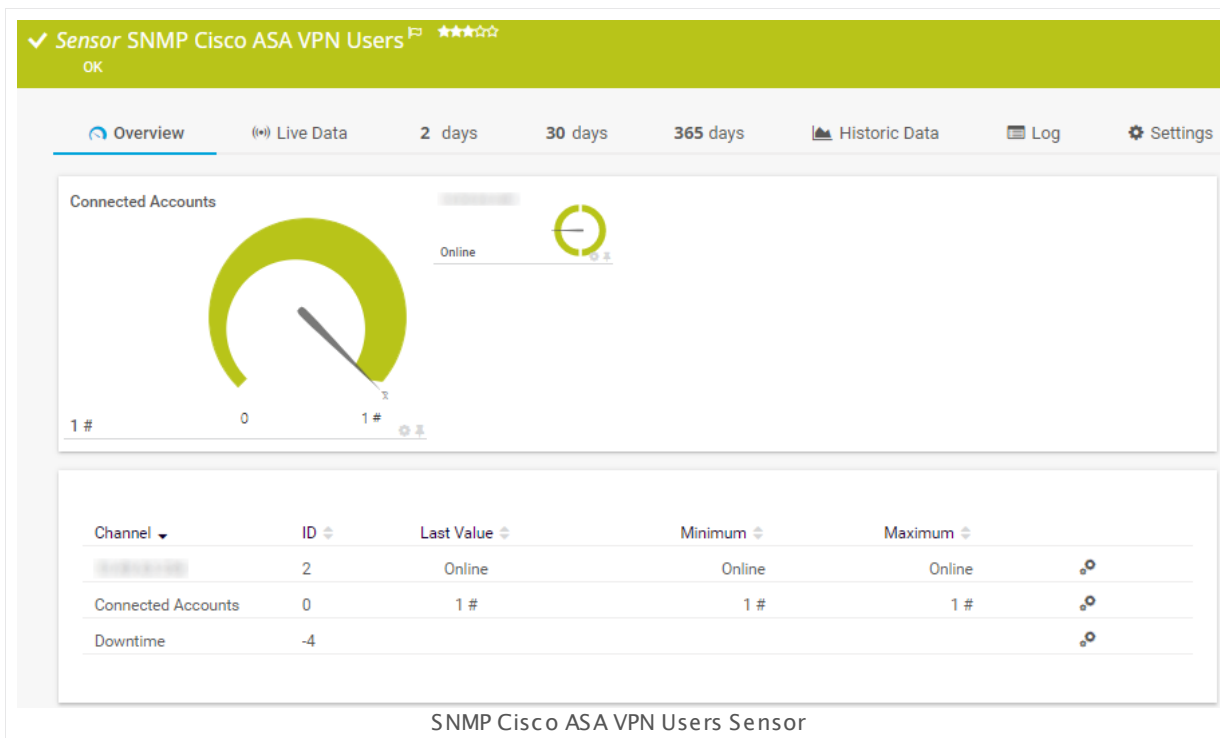 Sensor SNMP Cisco ASA VPN Users
OK
Overview Live Data 2 days 30 days 365 days Historic Data Log Settings
Connected Accounts
Online
0 1 #
1 #
Channel ID Last Value Minimum Maximum
2 Online Online Online
Connected Accounts 0 1 # 1 # 1 #
Downtime -4
SNMP Cisco ASA VPN Users Sensor